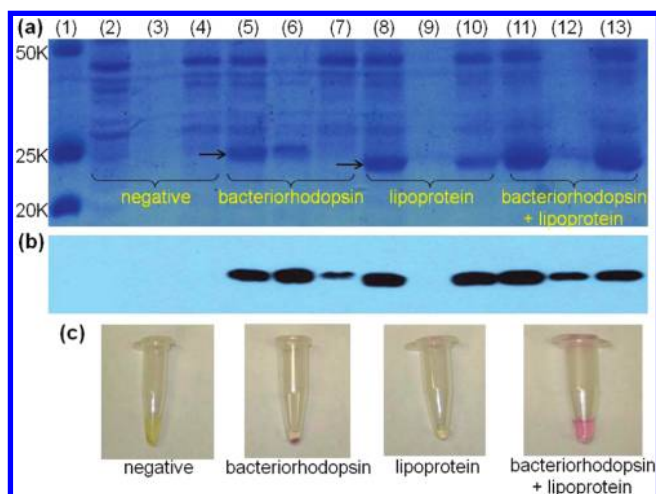 (a) (1) (2) (3) (4) (5) (6) (7) (8) (9) (10) (11) (12) (13)
50K
25K
20K
negative bacteriorhodopsin lipoprotein bacteriorhodopsin
+ lipoprotein
(b)
(c)
negative bacteriorhodopsin lipoprotein bacteriorhodopsin
+ lipoprotein